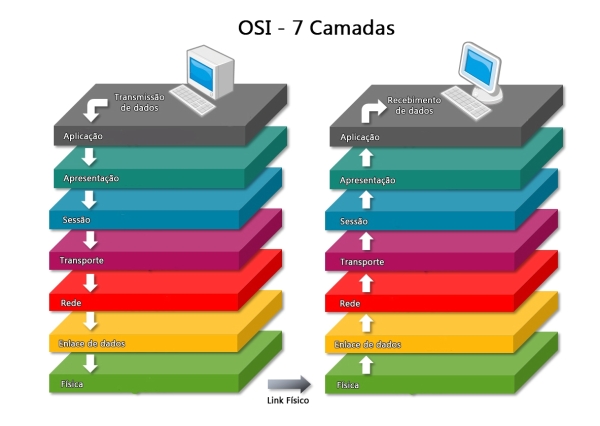 OSI - 7 Camadas
Transmissão
de dados
Aplicação
Apresentação
Sessão
Transporte
Rede
Enlace de dados
Física
Link Físico
Recebimento
de dados
Aplicação
Apresentação
Sessão
Transporte
Rede
Enlace de dados
Física